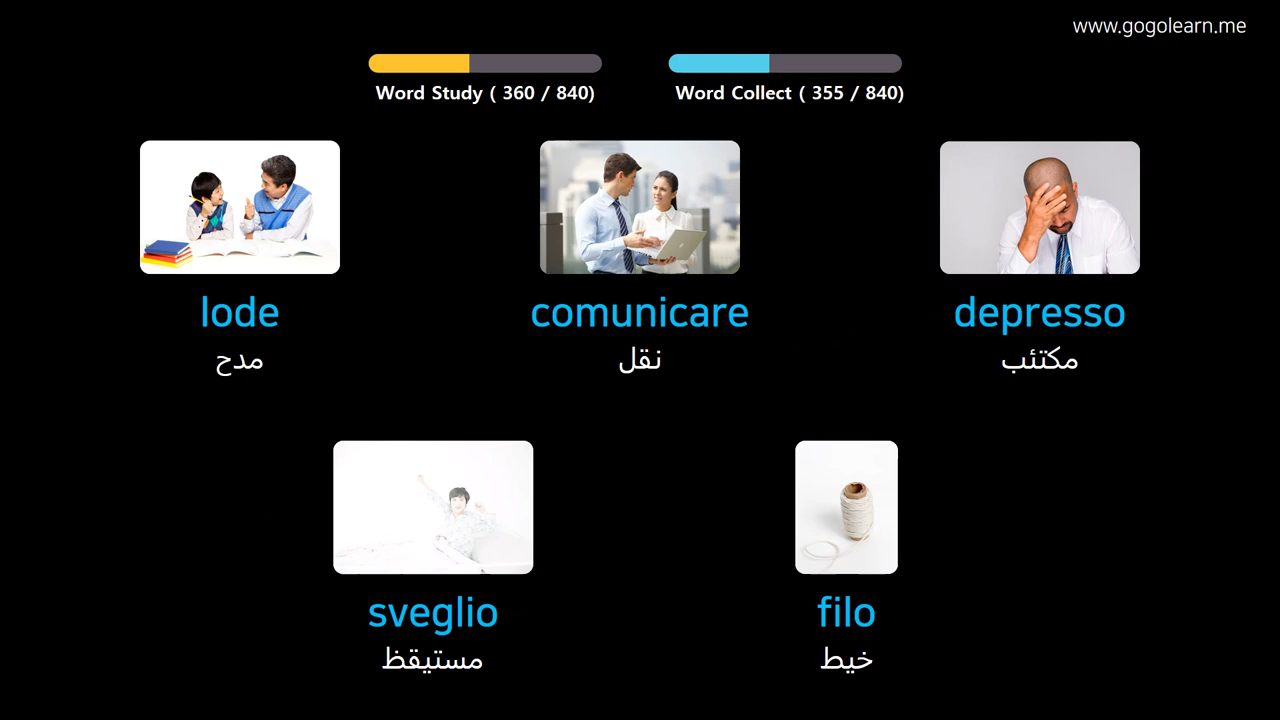 www.gogolearn.me
Word Study ( 360 / 840)
Word Collect ( 355 / 840)
lode
مدح
comunicare
نقل
depresso
مكتئب
sveglio
مستيقظ
filo
خيط